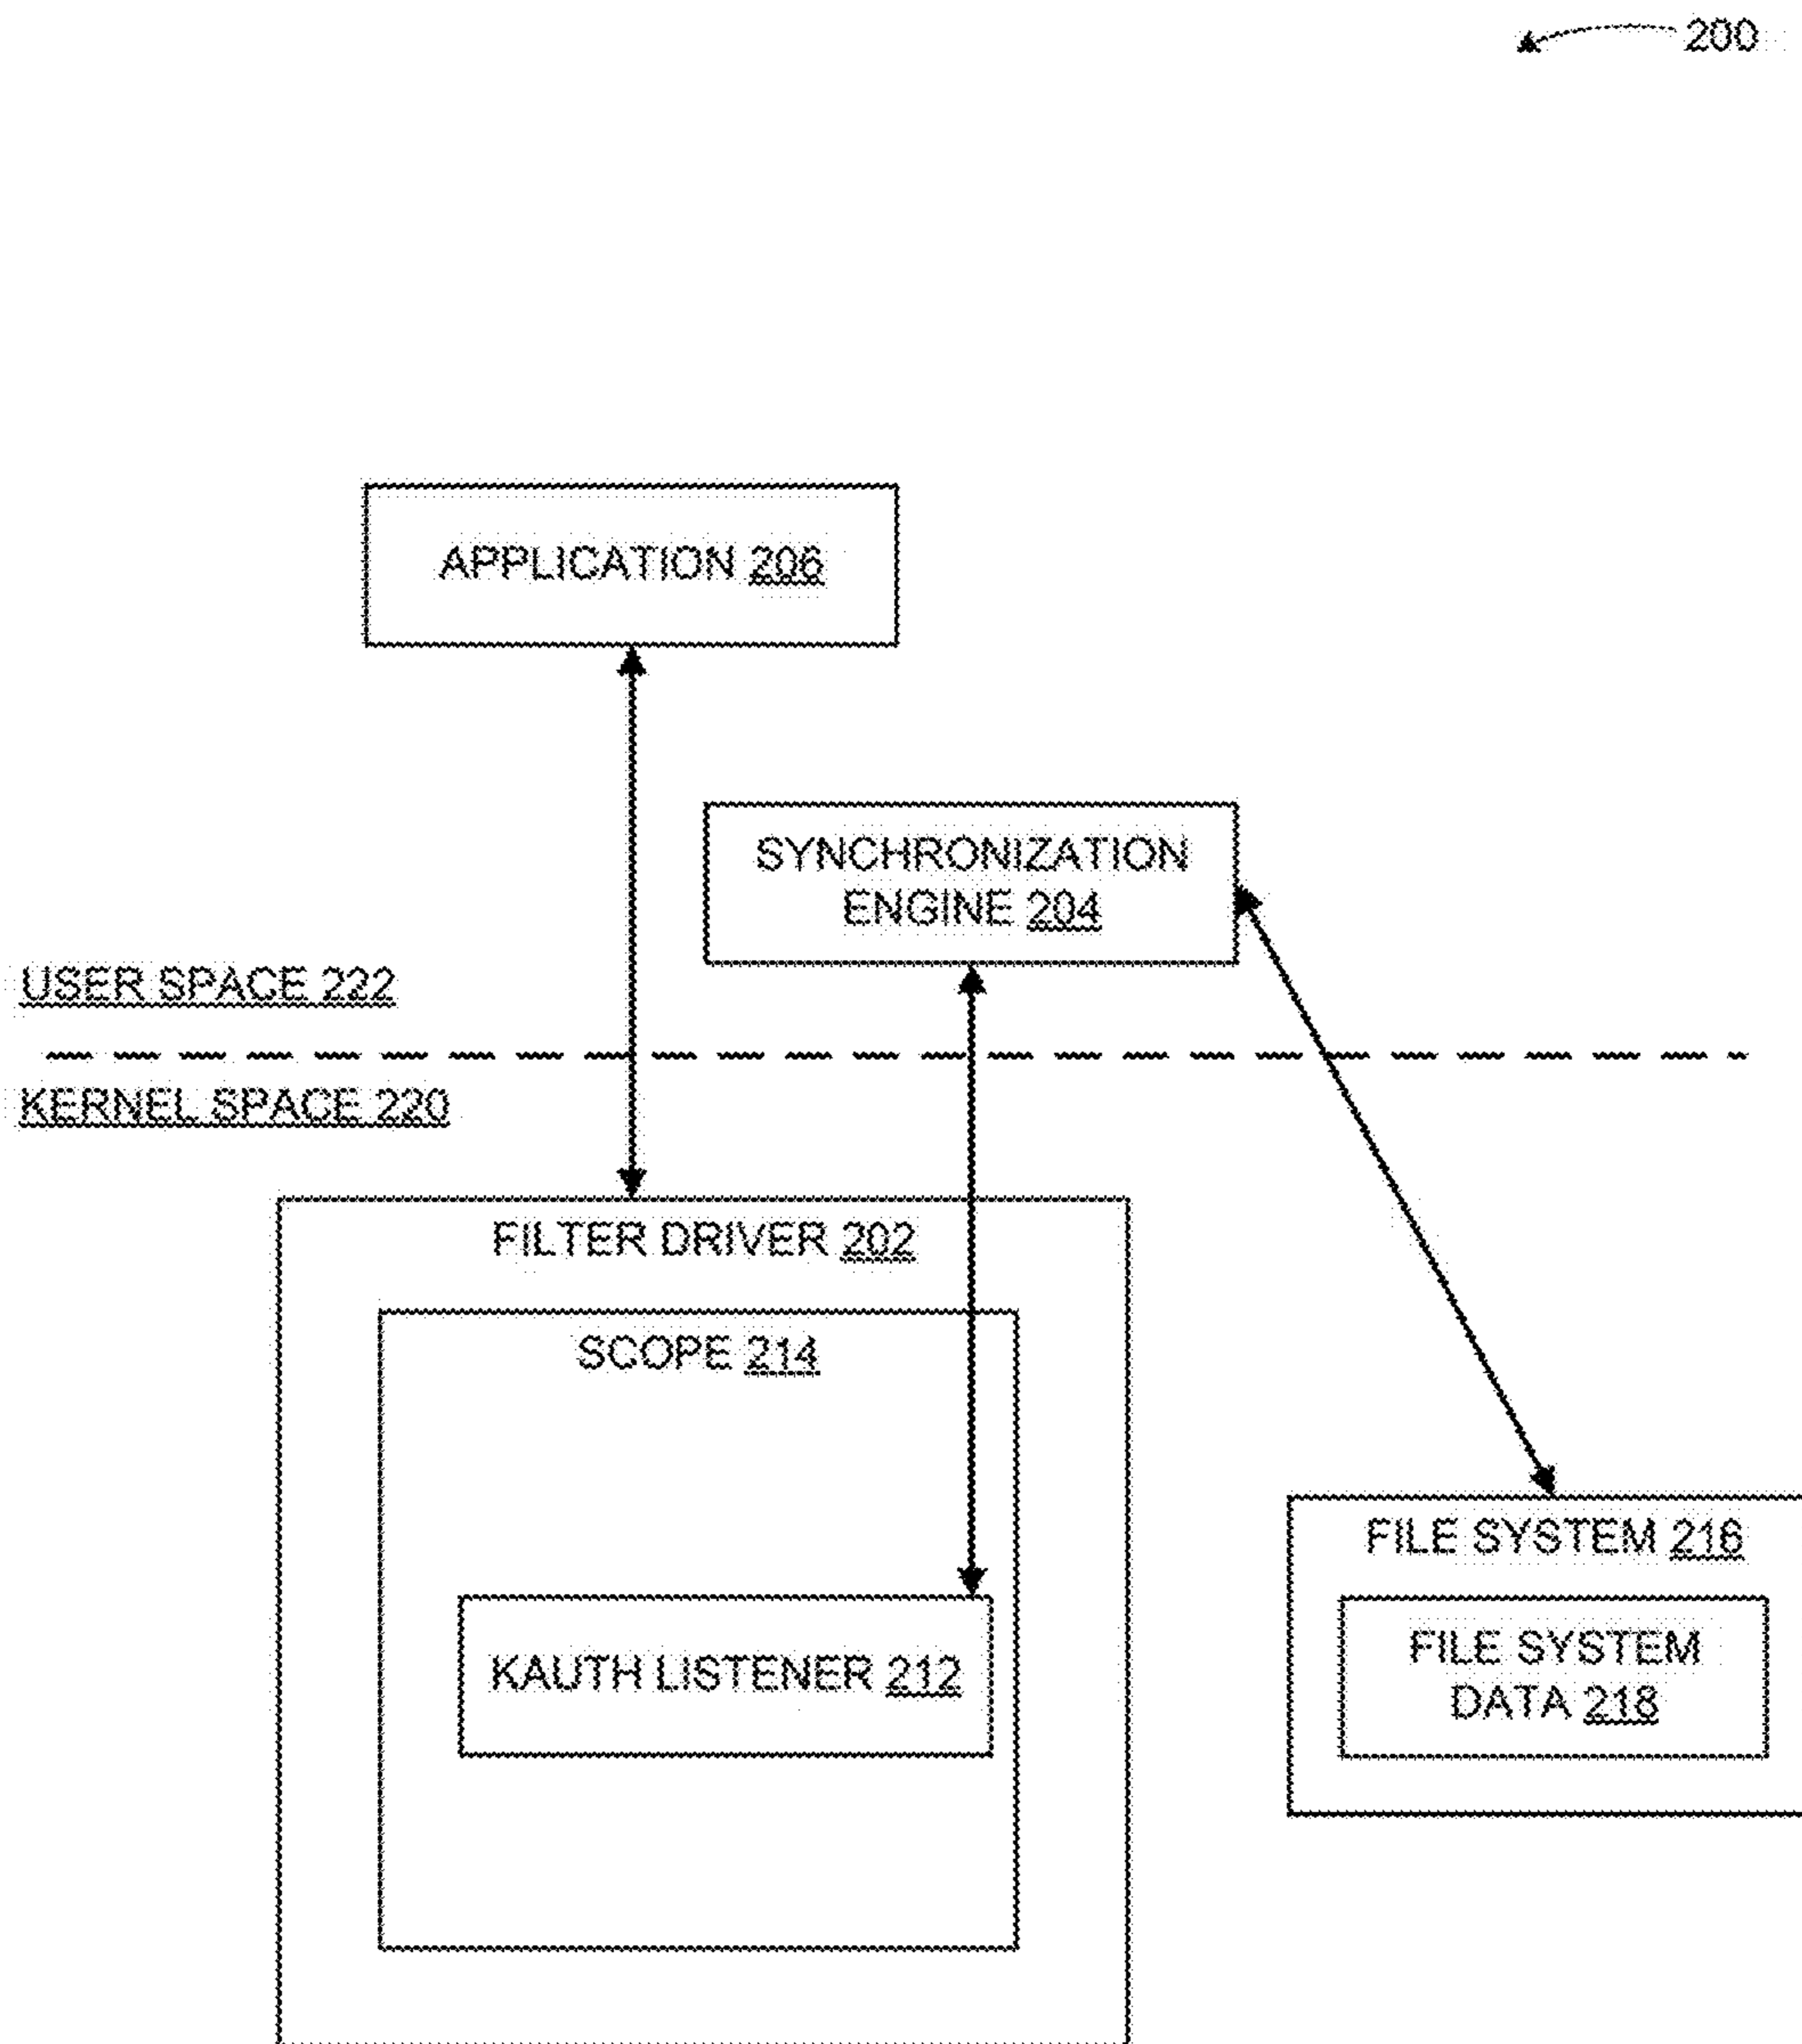 200
APPLICATION 206
SYNCHRONIZATION
ENGINE 204
USER SPACE 222
KERNEL SPACE 220
FILTER DRIVER 202
SCOPE 214
FILE SYSTEM 216
KAUTH LISTENER 212
FILE SYSTEM
DATA 218